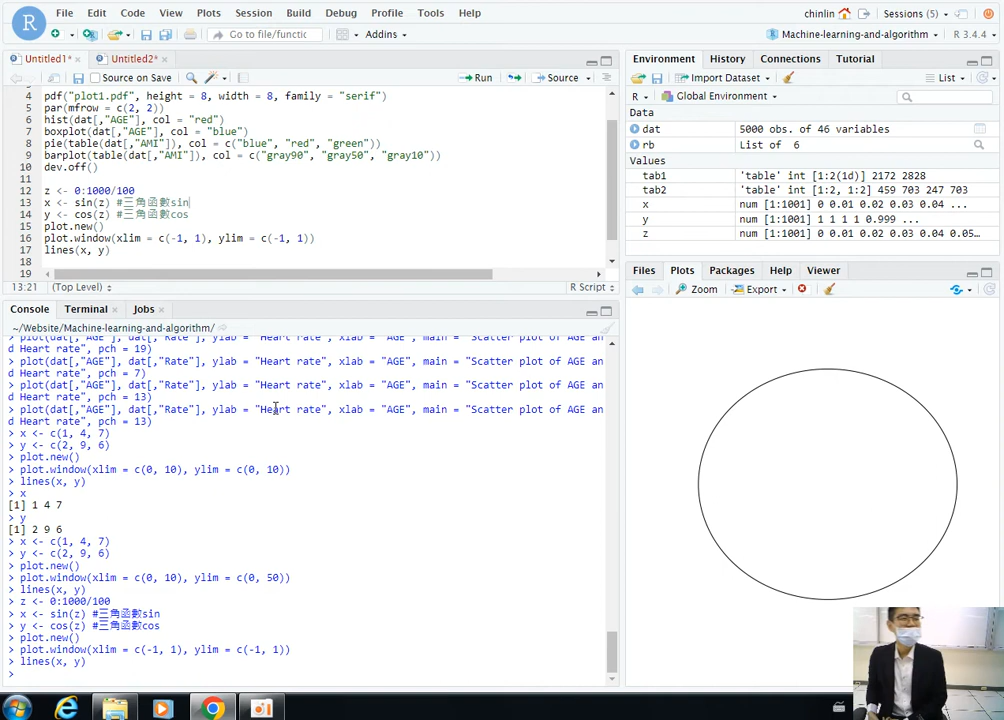 File Edit Code View Plots Session Build Debug Profile Tools Help
chinlin Sessions (5)
Go to file/functic Addins
Machine-learning-and-algorithm R 3.4.4
Untitled1* Untitled2*
Source on Save Run Source
4 pdf("plot1.pdf", height = 8, width = 8, family = "serif")
5 par(mfrow = c(2, 2))
6 hist(dat[,"AGE"], col = "red")
7 boxplot(dat[,"AGE"], col = "blue")
8 pie(table(dat[,"AMI"]), col = c("blue", "red", "green"))
9 barplot(table(dat[,"AMI"]), col = c("gray90", "gray50", "gray10"))
10 dev.off()
11
12 z <- 0:1000/100
13 x <- sin(z) #三角函數sin
14 y <- cos(z) #三角函數cos
15 plot.new()
16 plot.window(xlim = c(-1, 1), ylim = c(-1, 1))
17 lines(x, y)
18
19
13:21 (Top Level) R Script
Console Terminal Jobs
~/Website/Machine-learning-and-algorithm/
> plot(dat[,"AGE"], dat[,"Rate"], ylab = "Heart rate", xlab = "AGE", main = "Scatter plot of AGE an
d Heart rate", pch = 19)
> plot(dat[,"AGE"], dat[,"Rate"], ylab = "Heart rate", xlab = "AGE", main = "Scatter plot of AGE an
d Heart rate", pch = 7)
> plot(dat[,"AGE"], dat[,"Rate"], ylab = "Heart rate", xlab = "AGE", main = "Scatter plot of AGE an
d Heart rate", pch = 13)
> plot(dat[,"AGE"], dat[,"Rate"], ylab = "Heart rate", xlab = "AGE", main = "Scatter plot of AGE an
d Heart rate", pch = 13)
> x <- c(1, 4, 7)
> y <- c(2, 9, 6)
> plot.new()
> plot.window(xlim = c(0, 10), ylim = c(0, 10))
> lines(x, y)
> x
[1] 1 4 7
> y
[1] 2 9 6
> x <- c(1, 4, 7)
> y <- c(2, 9, 6)
> plot.new()
> plot.window(xlim = c(0, 10), ylim = c(0, 50))
> lines(x, y)
> z <- 0:1000/100
> x <- sin(z) #三角函數sin
> y <- cos(z) #三角函數cos
> plot.new()
> plot.window(xlim = c(-1, 1), ylim = c(-1, 1))
> lines(x, y)
>
Environment History Connections Tutorial
Import Dataset List
R Global Environment
Data
dat 5000 obs. of 46 variables
rb List of 6
Values
tab1 'table' int [1:2(1d)] 2172 2828
tab2 'table' int [1:2, 1:2] 459 703 247 703
x num [1:1001] 0 0.01 0.02 0.03 0.04 ...
y num [1:1001] 1 1 1 1 0.999 ...
z num [1:1001] 0 0.01 0.02 0.03 0.04 0.05…
Files Plots Packages Help Viewer
Zoom Export